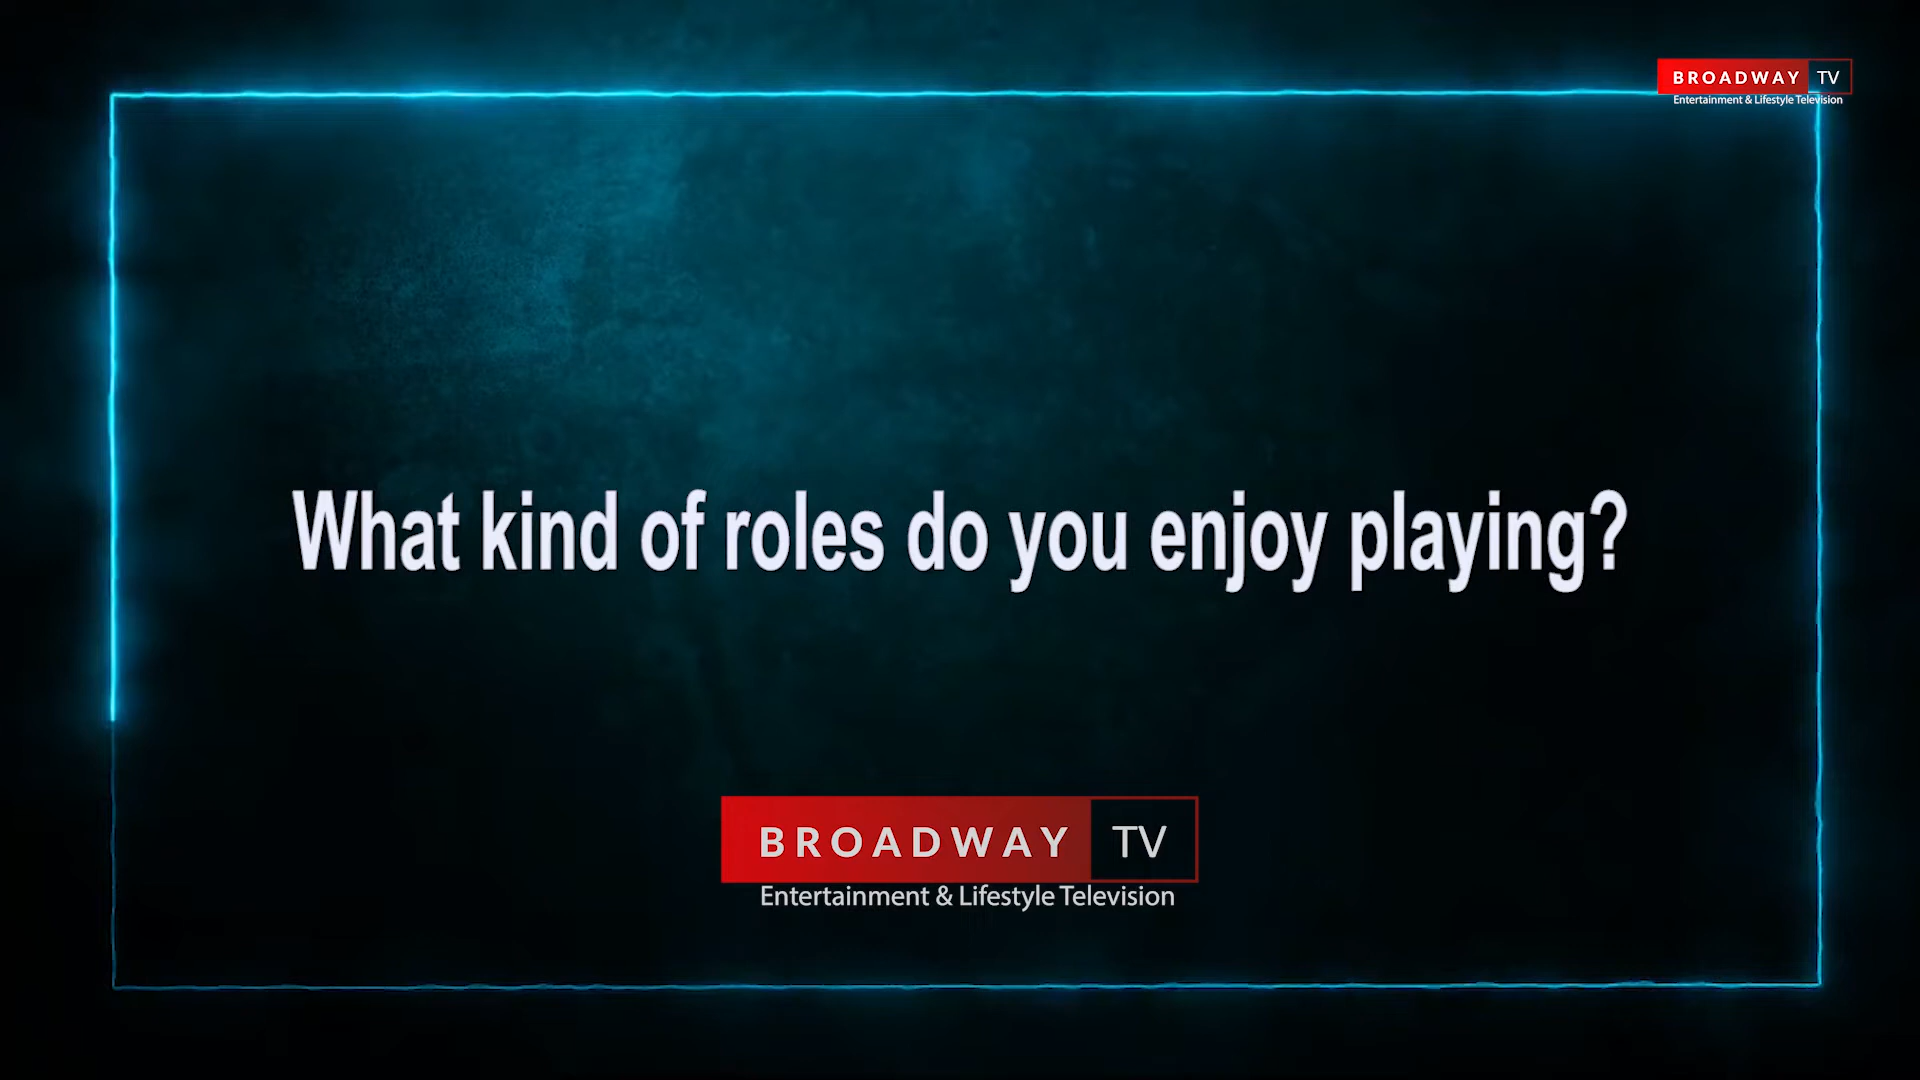 BROADWAY TV
Entertainment & Lifestyle Television
What kind of roles do you enjoy playing?
BROADWAY TV
Entertainment & Lifestyle Television